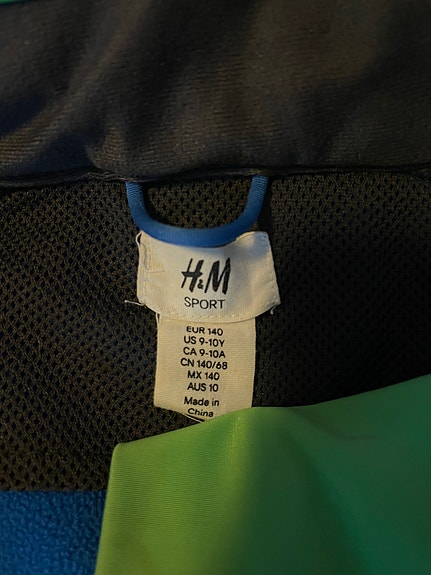 H&M
SPORT
EUR 140
US 9-10Y
CA 9-10A
CN 140/68
MX 140
AUS 10
Made in
China